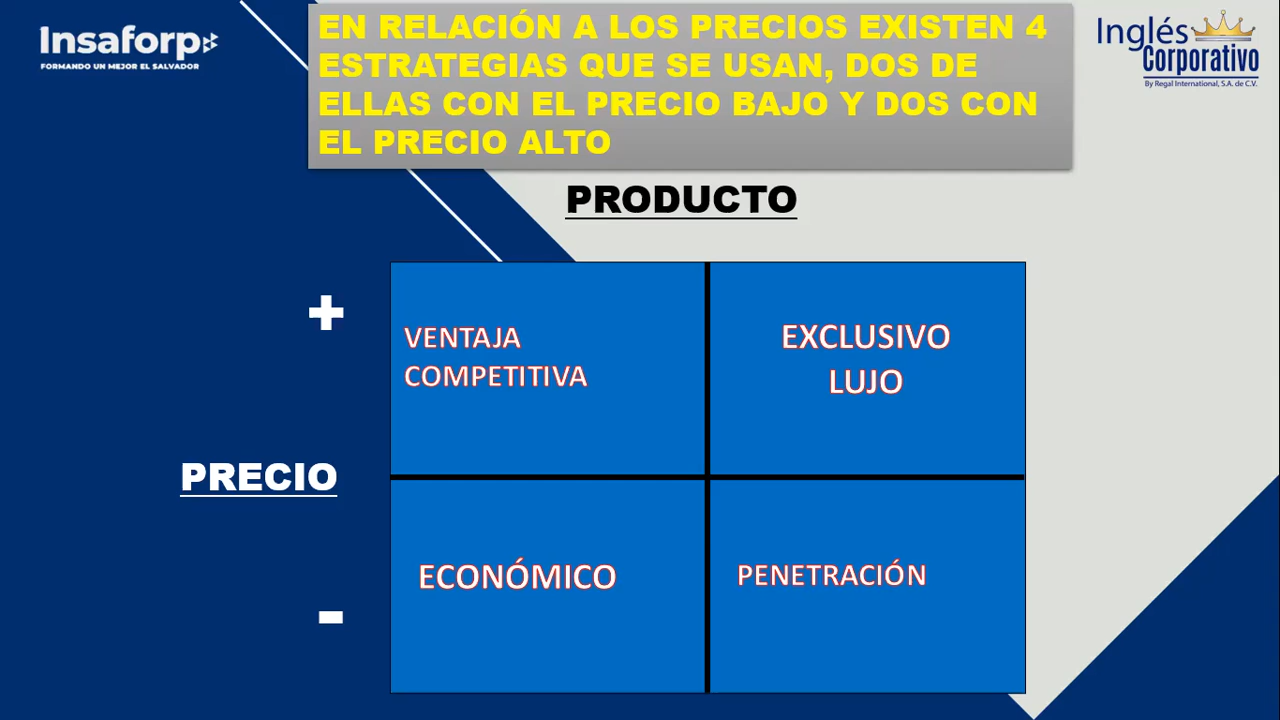 Insaforp
FORMANDO UN MEJOR EL SALVADOR
EN RELACIÓN A LOS PRECIOS EXISTEN 4
ESTRATEGIAS QUE SE USAN, DOS DE
ELLAS CON EL PRECIO BAJO Y DOS CON
EL PRECIO ALTO
Inglés
Corporativo
By Regal International, S.A. de C.V.
PRODUCTO
+
VENTAJA
COMPETITIVA
EXCLUSIVO
LUJO
PRECIO
ECONÓMICO
PENETRACIÓN
-